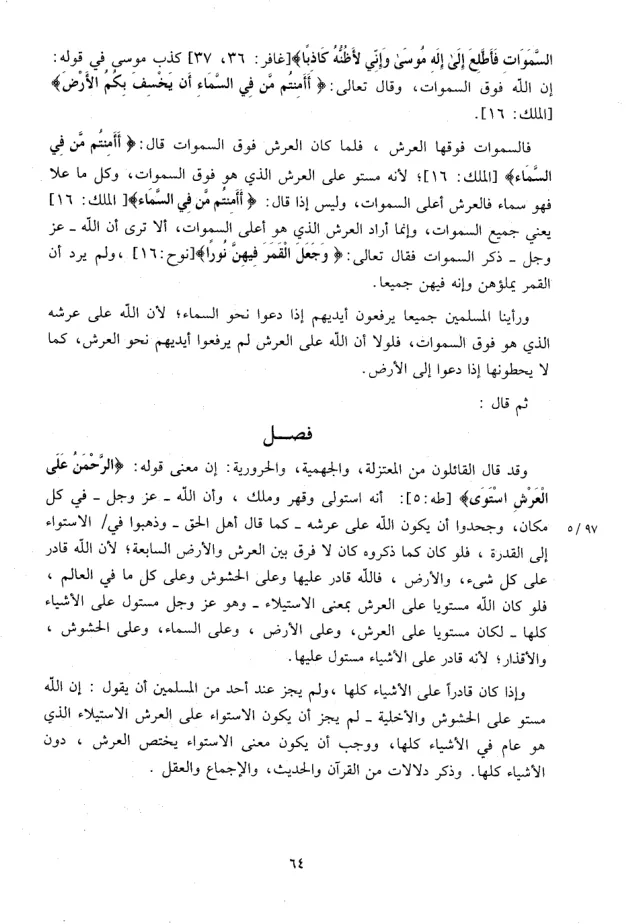 السَّمَوَاتِ فَأَطَّلِعَ إِلَىٰ إِلَهِ مُوسَىٰ وَإِنِّي لأَظُنُّهُ كَاذِبًا﴾[غافر: ٣٦، ٣٧] كذب موسى في قوله:
إن الله فوق السموات، وقال تعالى: ﴿ أَأَمِنتُم مَّن فِي السَّمَاءِ أَن يَخْسِفَ بِكُمُ الأَرْضَ﴾
[الملك: ١٦].
فالسموات فوقها العرش ، فلما كان العرش فوق السموات قال: ﴿ أَأَمِنتُم مَّن فِي
السَّمَاءِ﴾ [الملك: ١٦]؛ لأنه مستو على العرش الذي هو فوق السموات، وكل ما علا
فهو سماء فالعرش أعلى السموات، وليس إذا قال: ﴿ أَأَمِنتُم مَّن فِي السَّمَاءِ﴾[ الملك: ١٦]
يعني جميع السموات، وإنما أراد العرش الذي هو أعلى السموات، ألا ترى أن الله ـ عز
وجل ـ ذكر السموات فقال تعالى: ﴿ وَجَعَلَ الْقَمَرَ فِيهِنَّ نُورًا﴾[نوح:١٦] ،ولم يرد أن
القمر يملؤهن وإنه فيهن جميعا.
ورأينا المسلمين جميعا يرفعون أيديهم إذا دعوا نحو السماء؛ لأن الله على عرشه
الذي هو فوق السموات، فلولا أن الله على العرش لم يرفعوا أيديهم نحو العرش، كما
لا يحطونها إذا دعوا إلى الأرض.
ثم قال :
فصــل
وقد قال القائلون من المعتزلة، والجهمية، والحرورية: إن معنى قوله: ﴿الرَّحْمَنُ عَلَى
الْعَرْشِ اسْتَوَى﴾ [طه:٥]: أنه استولى وقهر وملك ، وأن الله ـ عز وجل ـ في كل
مكان، وجحدوا أن يكون الله على عرشه ـ كما قال أهل الحق ـ وذهبوا في/ الاستواء ٥/٩٧
إلى القدرة ، فلو كان كما ذكروه كان لا فرق بين العرش والأرض السابعة؛ لأن الله قادر
على كل شىء، والأرض ، فالله قادر عليها وعلى الحشوش وعلى كل ما في العالم ،
فلو كان الله مستويا على العرش بمعنى الاستيلاء ـ وهو عز وجل مستول على الأشياء
كلها ـ لكان مستويا على العرش، وعلى الأرض ، وعلى السماء، وعلى الحشوش ،
والأقذار؛ لأنه قادر على الأشياء مستول عليها.
وإذا كان قادراً على الأشياء كلها ،ولم يجز عند أحد من المسلمين أن يقول : إن الله
مستو على الحشوش والأخلية ـ لم يجز أن يكون الاستواء على العرش الاستيلاء الذي
هو عام في الأشياء كلها، ووجب أن يكون معنى الاستواء يختص العرش ، دون
الأشياء كلها. وذكر دلالات من القرآن والحديث، والإجماع والعقل .
٦٤